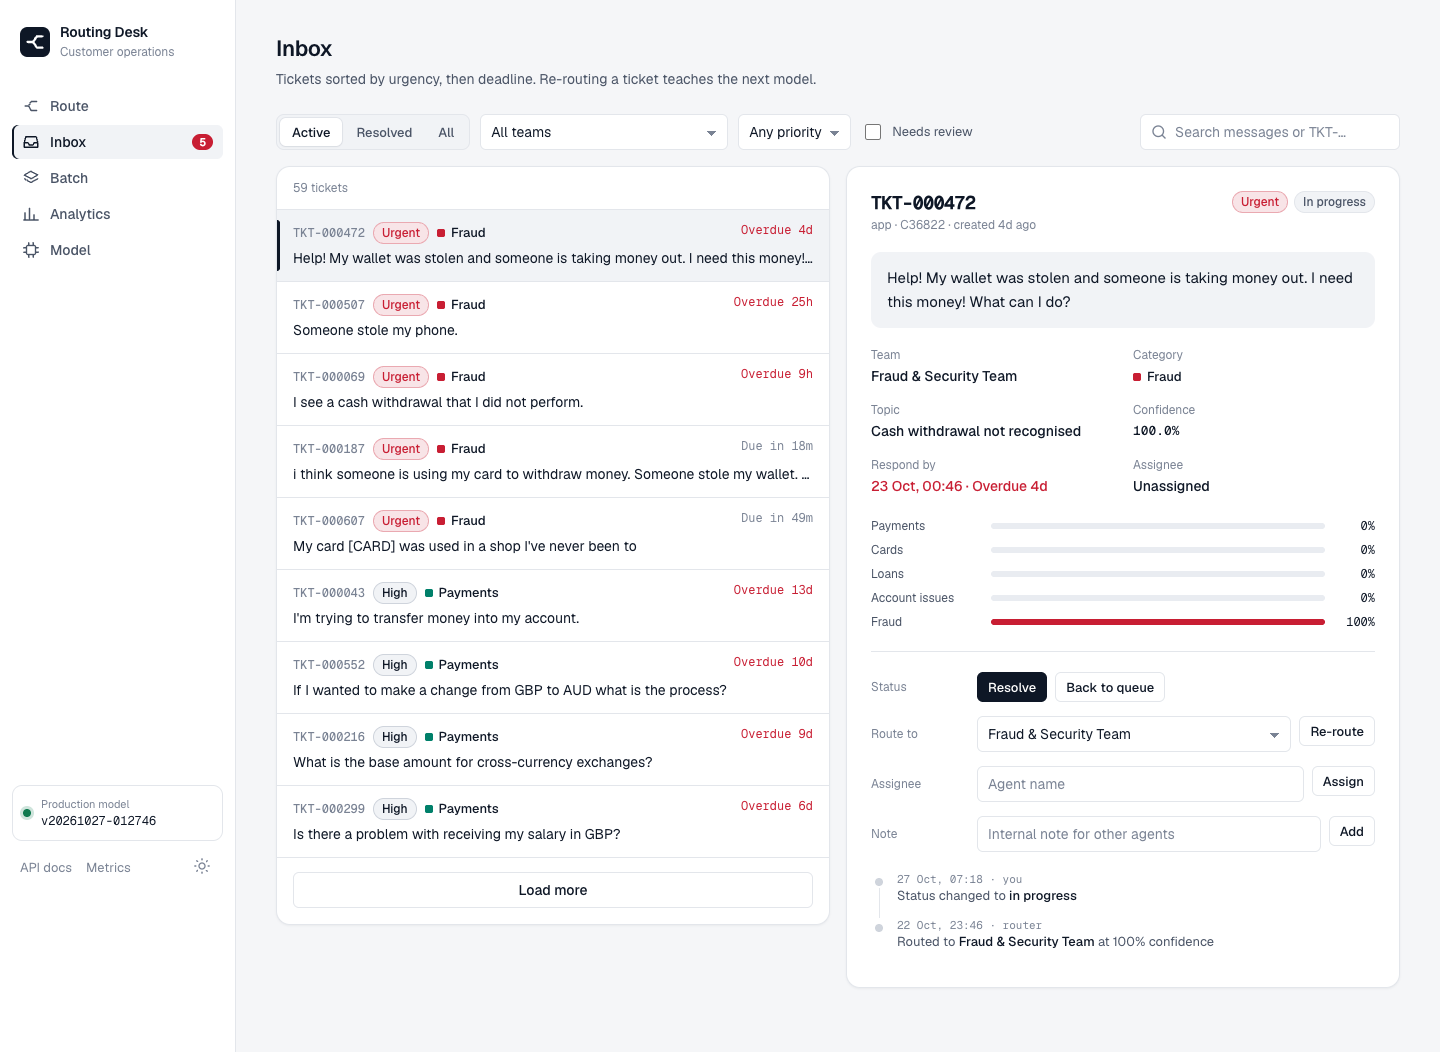 Routing Desk
Customer operations
Route
Inbox 5
Batch
Analytics
Model
Production model
v20261027-012746
API docs Metrics
Inbox
Tickets sorted by urgency, then deadline. Re-routing a ticket teaches the next model.
Active Resolved All
All teams
Any priority
Needs review
Search messages or TKT-…
59 tickets
TKT-000472 Urgent Fraud Overdue 4d
Help! My wallet was stolen and someone is taking money out. I need this money!…
TKT-000507 Urgent Fraud Overdue 25h
Someone stole my phone.
TKT-000069 Urgent Fraud Overdue 9h
I see a cash withdrawal that I did not perform.
TKT-000187 Urgent Fraud Due in 18m
i think someone is using my card to withdraw money. Someone stole my wallet. …
TKT-000607 Urgent Fraud Due in 49m
My card [CARD] was used in a shop I've never been to
TKT-000043 High Payments Overdue 13d
I'm trying to transfer money into my account.
TKT-000552 High Payments Overdue 10d
If I wanted to make a change from GBP to AUD what is the process?
TKT-000216 High Payments Overdue 9d
What is the base amount for cross-currency exchanges?
TKT-000299 High Payments Overdue 6d
Is there a problem with receiving my salary in GBP?
Load more
TKT-000472 Urgent In progress
app · C36822 · created 4d ago
Help! My wallet was stolen and someone is taking money out. I need
this money! What can I do?
Team Category
Fraud & Security Team Fraud
Topic Confidence
Cash withdrawal not recognised 100.0%
Respond by Assignee
23 Oct, 00:46 · Overdue 4d Unassigned
Payments 0%
Cards 0%
Loans 0%
Account issues 0%
Fraud 100%
Status Resolve Back to queue
Route to Fraud & Security Team Re-route
Assignee Agent name Assign
Note Internal note for other agents Add
27 Oct, 07:18 · you
Status changed to in progress
22 Oct, 23:46 · router
Routed to Fraud & Security Team at 100% confidence